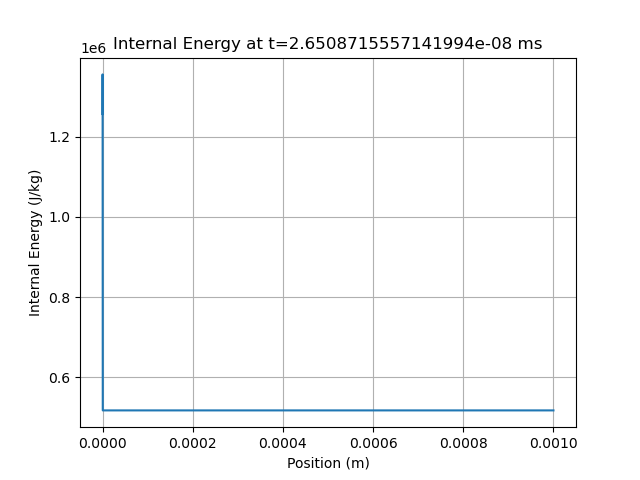 Internal Energy at t=2.6508715557141994e-08 ms
1e6
1.2
1.0
0.8
0.6
Internal Energy (J/kg)
0.0000 0.0002 0.0004 0.0006 0.0008 0.0010
Position (m)